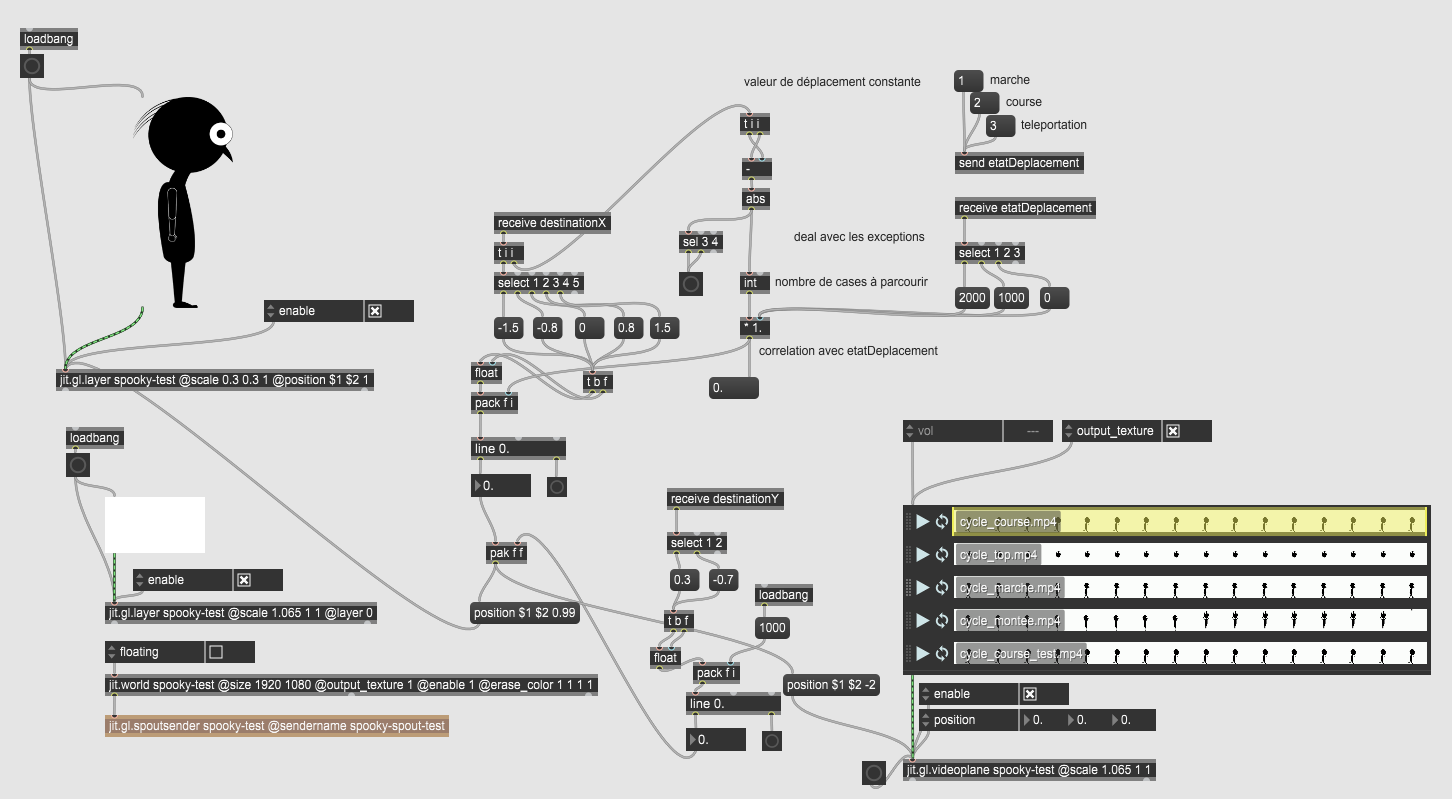 loadbang
enable
jit.gl.layer spooky-test @scale 0.3 0.3 1 @position $1 $2 1
loadbang
enable
jit.gl.layer spooky-test @scale 1.065 1 1 @layer 0
floating
jit.world spooky-test @size 1920 1080 @output_texture 1 @enable 1 @erase_color 1 1 1 1
jit.gl.spoutsender spooky-test @sendername spooky-spout-test
receive destinationX
t i i
select 1 2 3 4 5
-1.5 -0.8 0 0.8 1.5
float
t b f
pack f i
line 0.
0.
pak f f
position $1 $2 0.99
valeur de déplacement constante
t i i
-
abs
sel 3 4
deal avec les exceptions
int
nombre de cases à parcourir
* 1.
correlation avec etatDeplacement
0.
1 marche
2 course
3 teleportation
send etatDeplacement
receive etatDeplacement
select 1 2 3
2000 1000 0
receive destinationY
select 1 2
0.3 -0.7
loadbang
t b f
1000
float
pack f i
position $1 $2 -2
line 0.
0.
vol ---
output_texture
cycle_course.mp4
cycle_top.mp4
cycle_marche.mp4
cycle_montee.mp4
cycle_course_test.mp4
enable
position 0. 0. 0.
jit.gl.videoplane spooky-test @scale 1.065 1 1